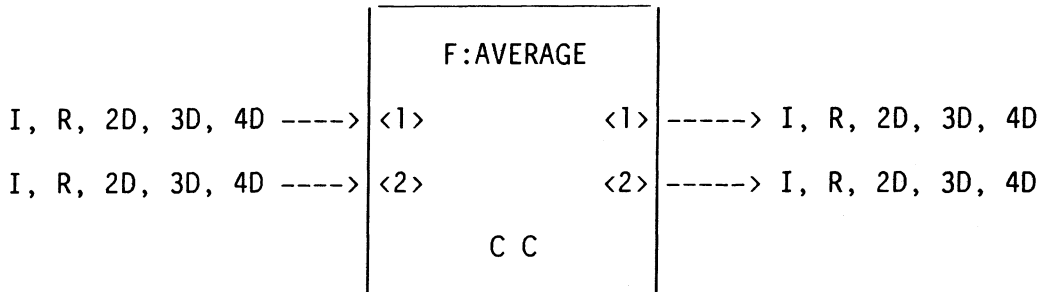 F:AVERAGE
I, R, 2D, 3D, 4D ----> <1> <1> -----> I, R, 2D, 3D, 4D
I, R, 2D, 3D, 4D ----> <2> <2> -----> I, R, 2D, 3D, 4D
C C